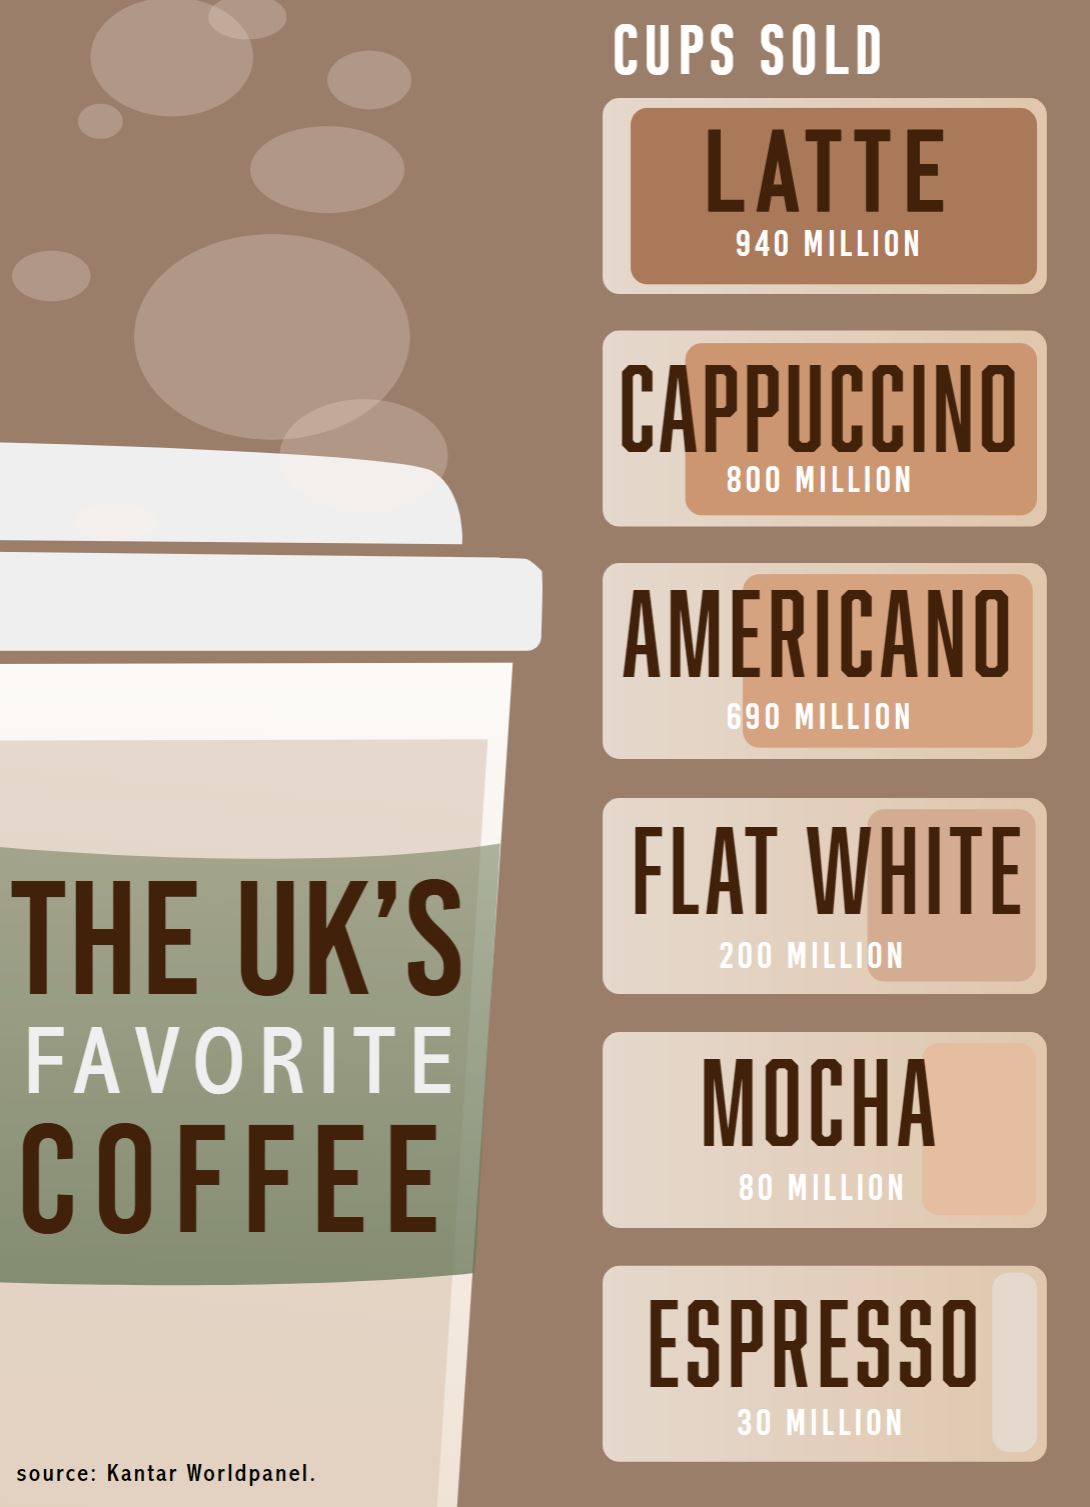 CUPS SOLD
LATTE
940 MILLION
CAPPUCCINO
800 MILLION
AMERICANO
690 MILLION
FLAT WHITE
200 MILLION
MOCHA
80 MILLION
ESPRESSO
30 MILLION
THE UK’S
FAVORITE
COFFEE
source: Kantar Worldpanel.